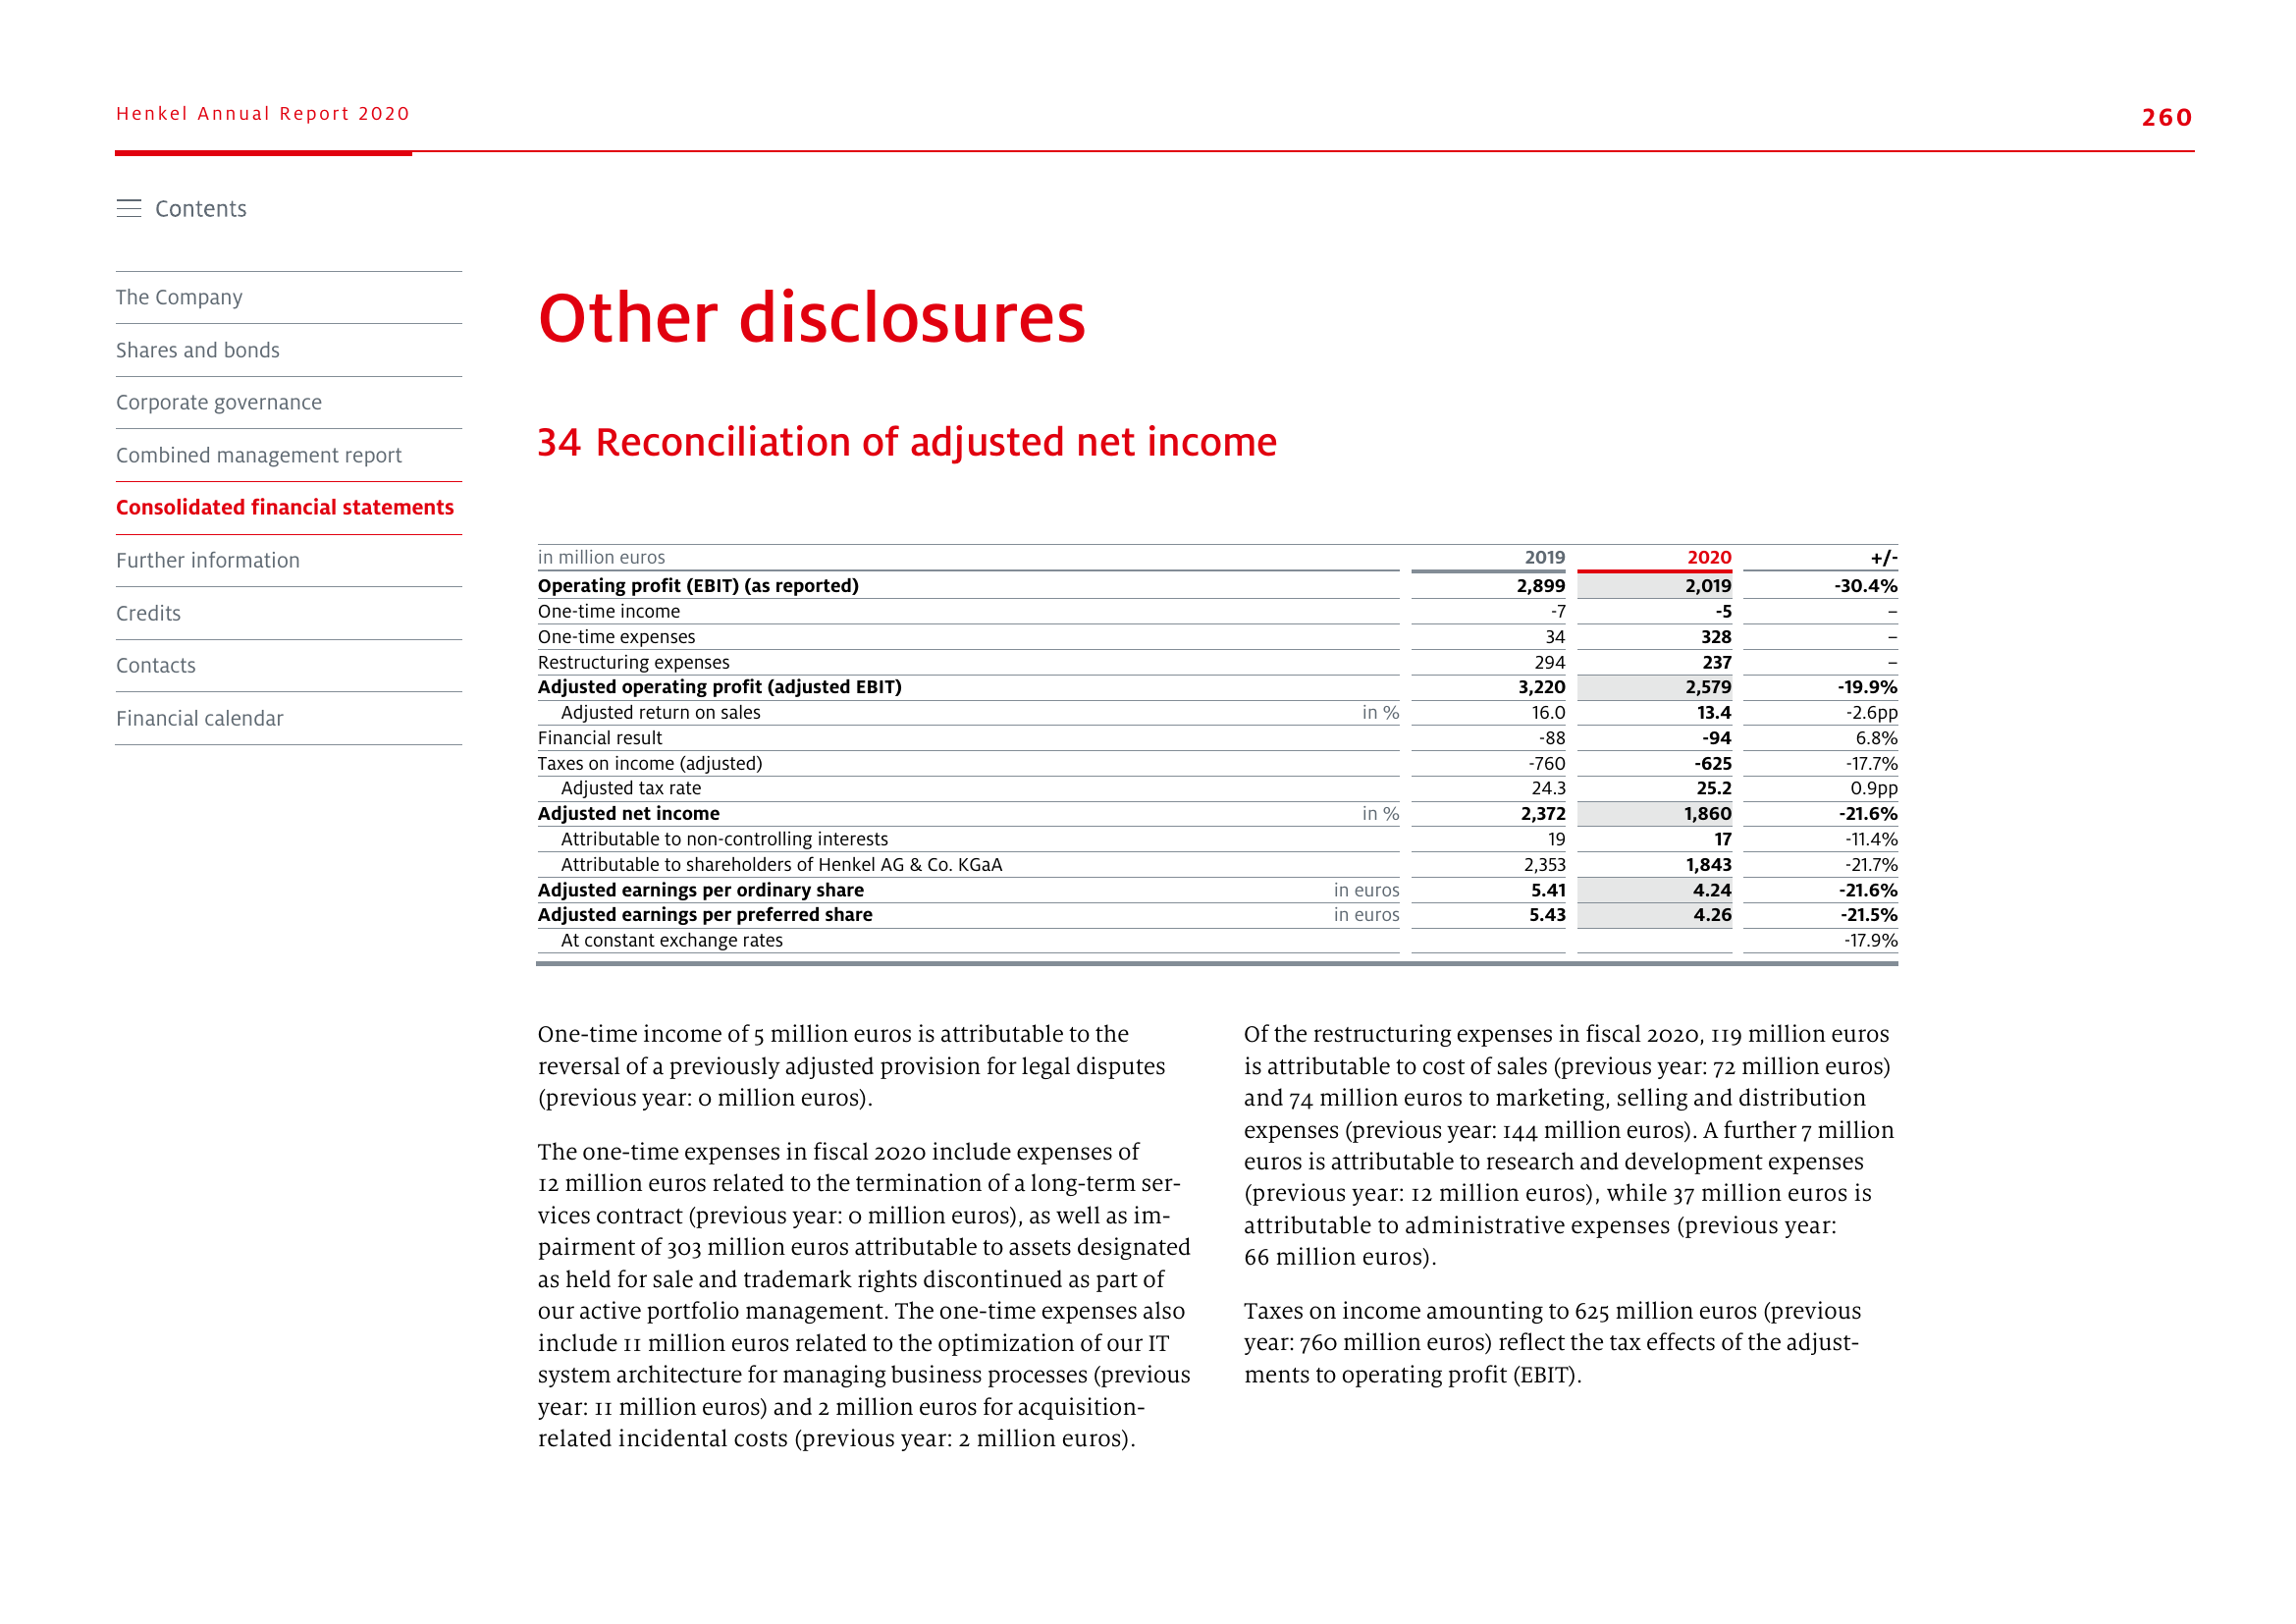 Henkel Annual Report 2020
260
Contents
The Company
Shares and bonds
Corporate governance
Combined management report
Consolidated financial statements
Further information
Credits
Contacts
Financial calendar
Other disclosures
34 Reconciliation of adjusted net income
in million euros 2019 2020 +/-
Operating profit (EBIT) (as reported) 2,899 2,019 -30.4%
One-time income -7 -5 –
One-time expenses 34 328 –
Restructuring expenses 294 237 –
Adjusted operating profit (adjusted EBIT) 3,220 2,579 -19.9%
Adjusted return on sales in % 16.0 13.4 -2.6pp
Financial result -88 -94 6.8%
Taxes on income (adjusted) -760 -625 -17.7%
Adjusted tax rate 24.3 25.2 0.9pp
Adjusted net income in % 2,372 1,860 -21.6%
Attributable to non-controlling interests 19 17 -11.4%
Attributable to shareholders of Henkel AG & Co. KGaA 2,353 1,843 -21.7%
Adjusted earnings per ordinary share in euros 5.41 4.24 -21.6%
Adjusted earnings per preferred share in euros 5.43 4.26 -21.5%
At constant exchange rates -17.9%
One-time income of 5 million euros is attributable to the
reversal of a previously adjusted provision for legal disputes
(previous year: 0 million euros).
The one-time expenses in fiscal 2020 include expenses of
12 million euros related to the termination of a long-term ser-
vices contract (previous year: 0 million euros), as well as im-
pairment of 303 million euros attributable to assets designated
as held for sale and trademark rights discontinued as part of
our active portfolio management. The one-time expenses also
include 11 million euros related to the optimization of our IT
system architecture for managing business processes (previous
year: 11 million euros) and 2 million euros for acquisition-
related incidental costs (previous year: 2 million euros).
Of the restructuring expenses in fiscal 2020, 119 million euros
is attributable to cost of sales (previous year: 72 million euros)
and 74 million euros to marketing, selling and distribution
expenses (previous year: 144 million euros). A further 7 million
euros is attributable to research and development expenses
(previous year: 12 million euros), while 37 million euros is
attributable to administrative expenses (previous year:
66 million euros).
Taxes on income amounting to 625 million euros (previous
year: 760 million euros) reflect the tax effects of the adjust-
ments to operating profit (EBIT).